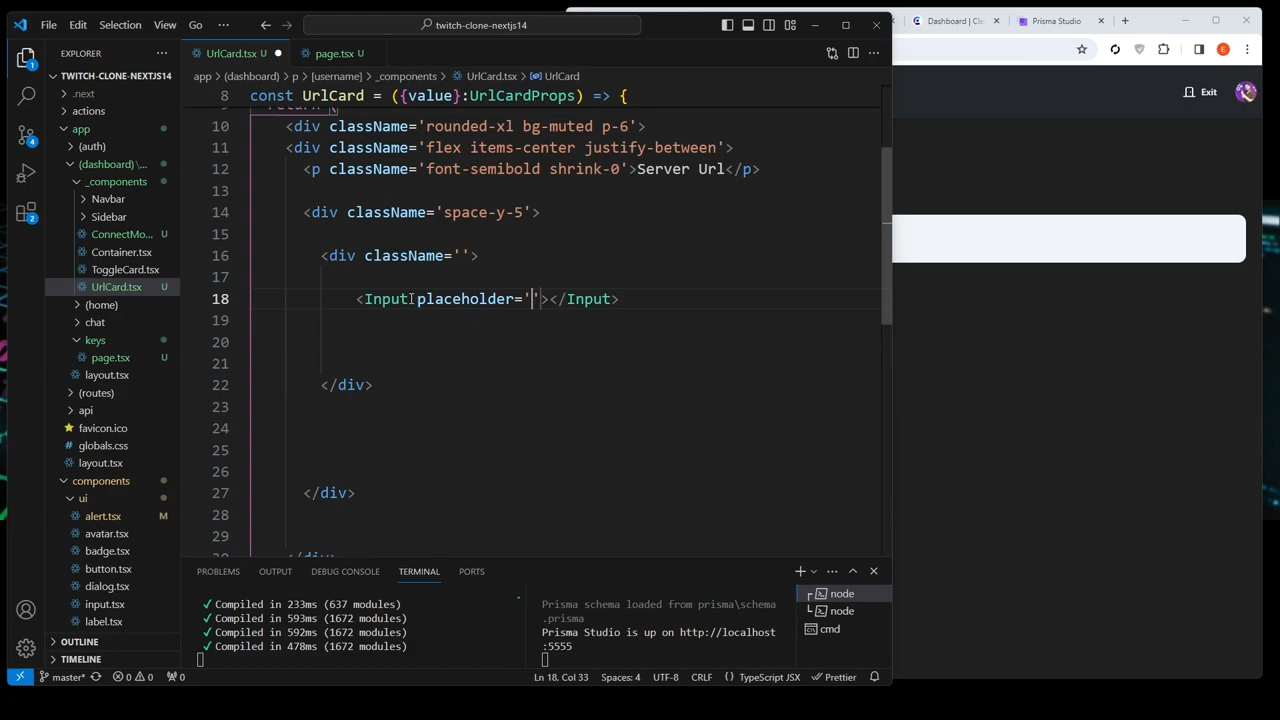 File Edit Selection View Go ··· twitch-clone-nextjs14
Dashboard | Cle
Prisma Studio
EXPLORER
UrlCard.tsx U
page.tsx U
TWITCH-CLONE-NEXTJS14
app > (dashboard) > p > [username] > _components > UrlCard.tsx > UrlCard
8 const UrlCard = ({value}:UrlCardProps) => {
return (
10 <div className='rounded-xl bg-muted p-6'>
11 <div className='flex items-center justify-between'>
12 <p className='font-semibold shrink-0'>Server Url</p>
13
14 <div className='space-y-5'>
15
16 <div className=''>
17
18 <Input placeholder=''></Input>
19
20
21
22 </div>
23
24
25
26
27 </div>
28
29
</div>
.next
actions
app
(auth)
(dashboard) \...
_components
Navbar
Sidebar
ConnectMo... U
Container.tsx
ToggleCard.tsx
UrlCard.tsx U
(home)
chat
keys
page.tsx U
layout.tsx
(routes)
api
favicon.ico
globals.css
layout.tsx
components
ui
alert.tsx M
avatar.tsx
badge.tsx
button.tsx
dialog.tsx
input.tsx
label.tsx
OUTLINE
TIMELINE
1
4
2
PROBLEMS OUTPUT DEBUG CONSOLE TERMINAL PORTS
✓ Compiled in 233ms (637 modules)
✓ Compiled in 593ms (1672 modules)
✓ Compiled in 592ms (1672 modules)
✓ Compiled in 478ms (1672 modules)
Prisma schema loaded from prisma\schema
.prisma
Prisma Studio is up on http://localhost
:5555
node
node
cmd
master* 0 0 0 Ln 18, Col 33 Spaces: 4 UTF-8 CRLF {} TypeScript JSX Prettier
E
Exit